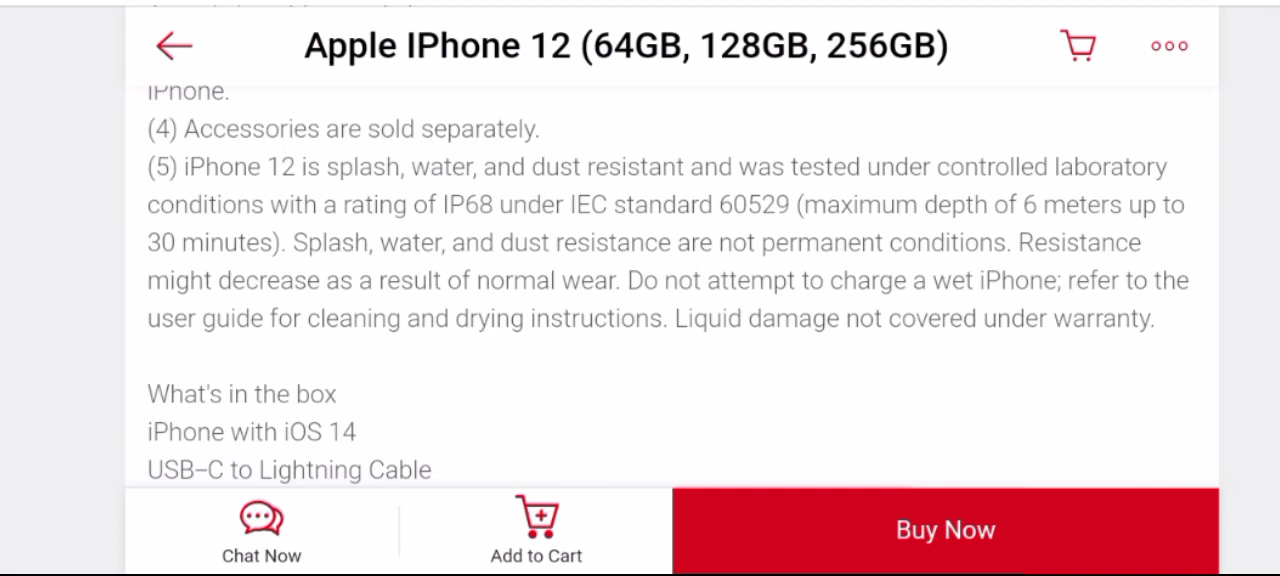 Apple IPhone 12 (64GB, 128GB, 256GB)
iPhone.
(4) Accessories are sold separately.
(5) iPhone 12 is splash, water, and dust resistant and was tested under controlled laboratory
conditions with a rating of IP68 under IEC standard 60529 (maximum depth of 6 meters up to
30 minutes). Splash, water, and dust resistance are not permanent conditions. Resistance
might decrease as a result of normal wear. Do not attempt to charge a wet iPhone; refer to the
user guide for cleaning and drying instructions. Liquid damage not covered under warranty.
What's in the box
iPhone with iOS 14
USB–C to Lightning Cable
Chat Now
Add to Cart
Buy Now